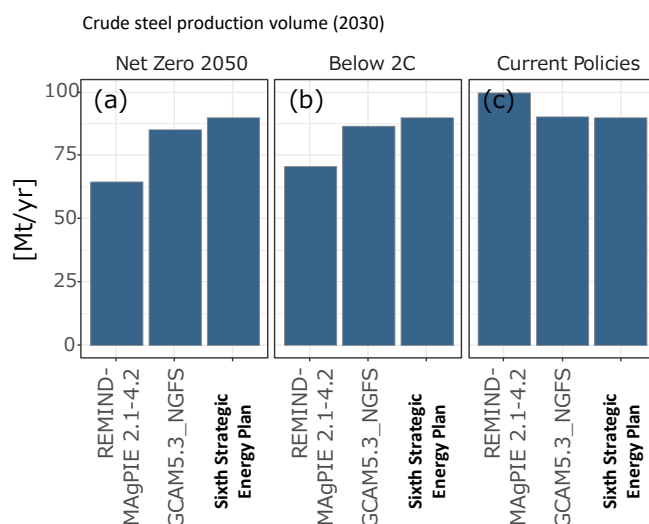 Crude steel production volume (2030)
Net Zero 2050
Below 2C
Current Policies
(a)
(b)
(c)
[Mt/yr]
100
75
50
25
0
REMIND-
MAgPIE 2.1-4.2
GCAM5.3_NGFS
Sixth Strategic
Energy Plan
REMIND-
MAgPIE 2.1-4.2
GCAM5.3_NGFS
Sixth Strategic
Energy Plan
REMIND-
MAgPIE 2.1-4.2
GCAM5.3_NGFS
Sixth Strategic
Energy Plan